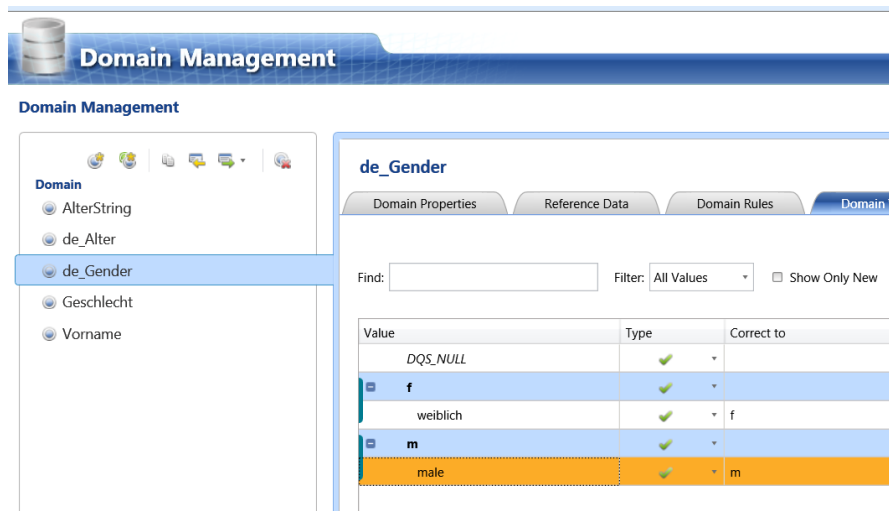 Domain Management
Domain Management
Domain
AlterString
de_Alter
de_Gender
Geschlecht
Vorname
de_Gender
Domain Properties Reference Data Domain Rules Domain
Find: Filter: All Values Show Only New
Value Type Correct to
DQS_NULL
f
weiblich f
m
male m